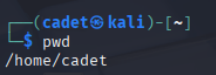 ┌──(cadet㉿kali)-[~]
└─$ pwd
/home/cadet